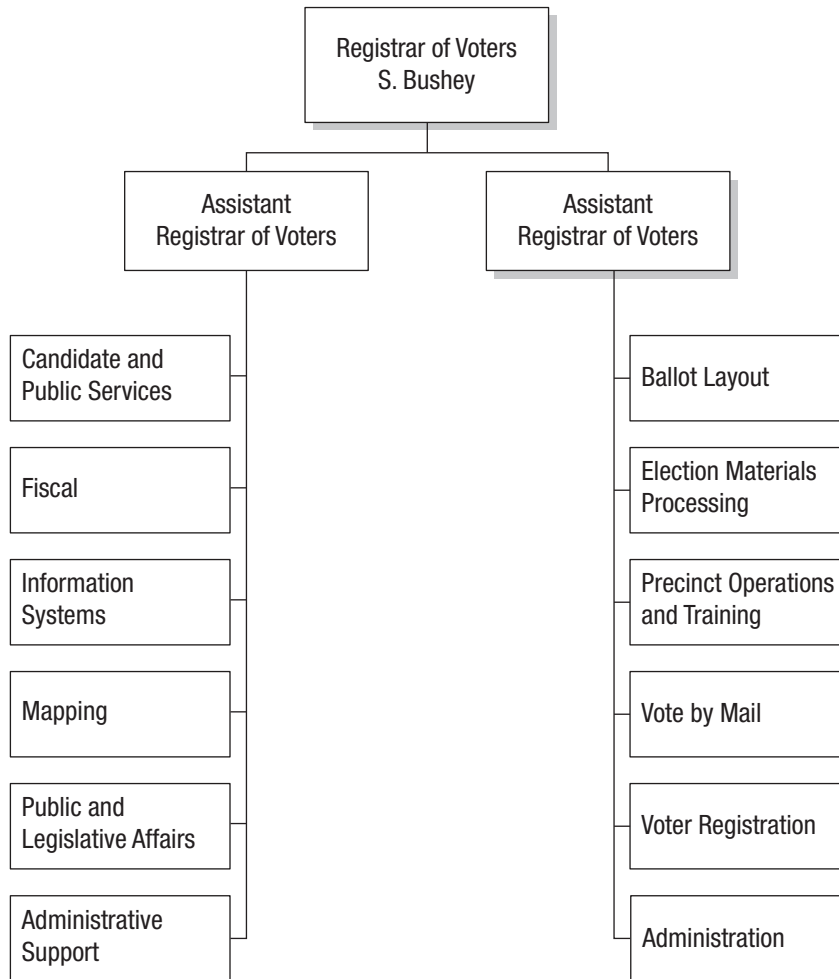 Registrar of Voters
S. Bushey
Assistant
Registrar of Voters
Assistant
Registrar of Voters
Candidate and
Public Services
Fiscal
Information
Systems
Mapping
Public and
Legislative Affairs
Administrative
Support
Ballot Layout
Election Materials
Processing
Precinct Operations
and Training
Vote by Mail
Voter Registration
Administration